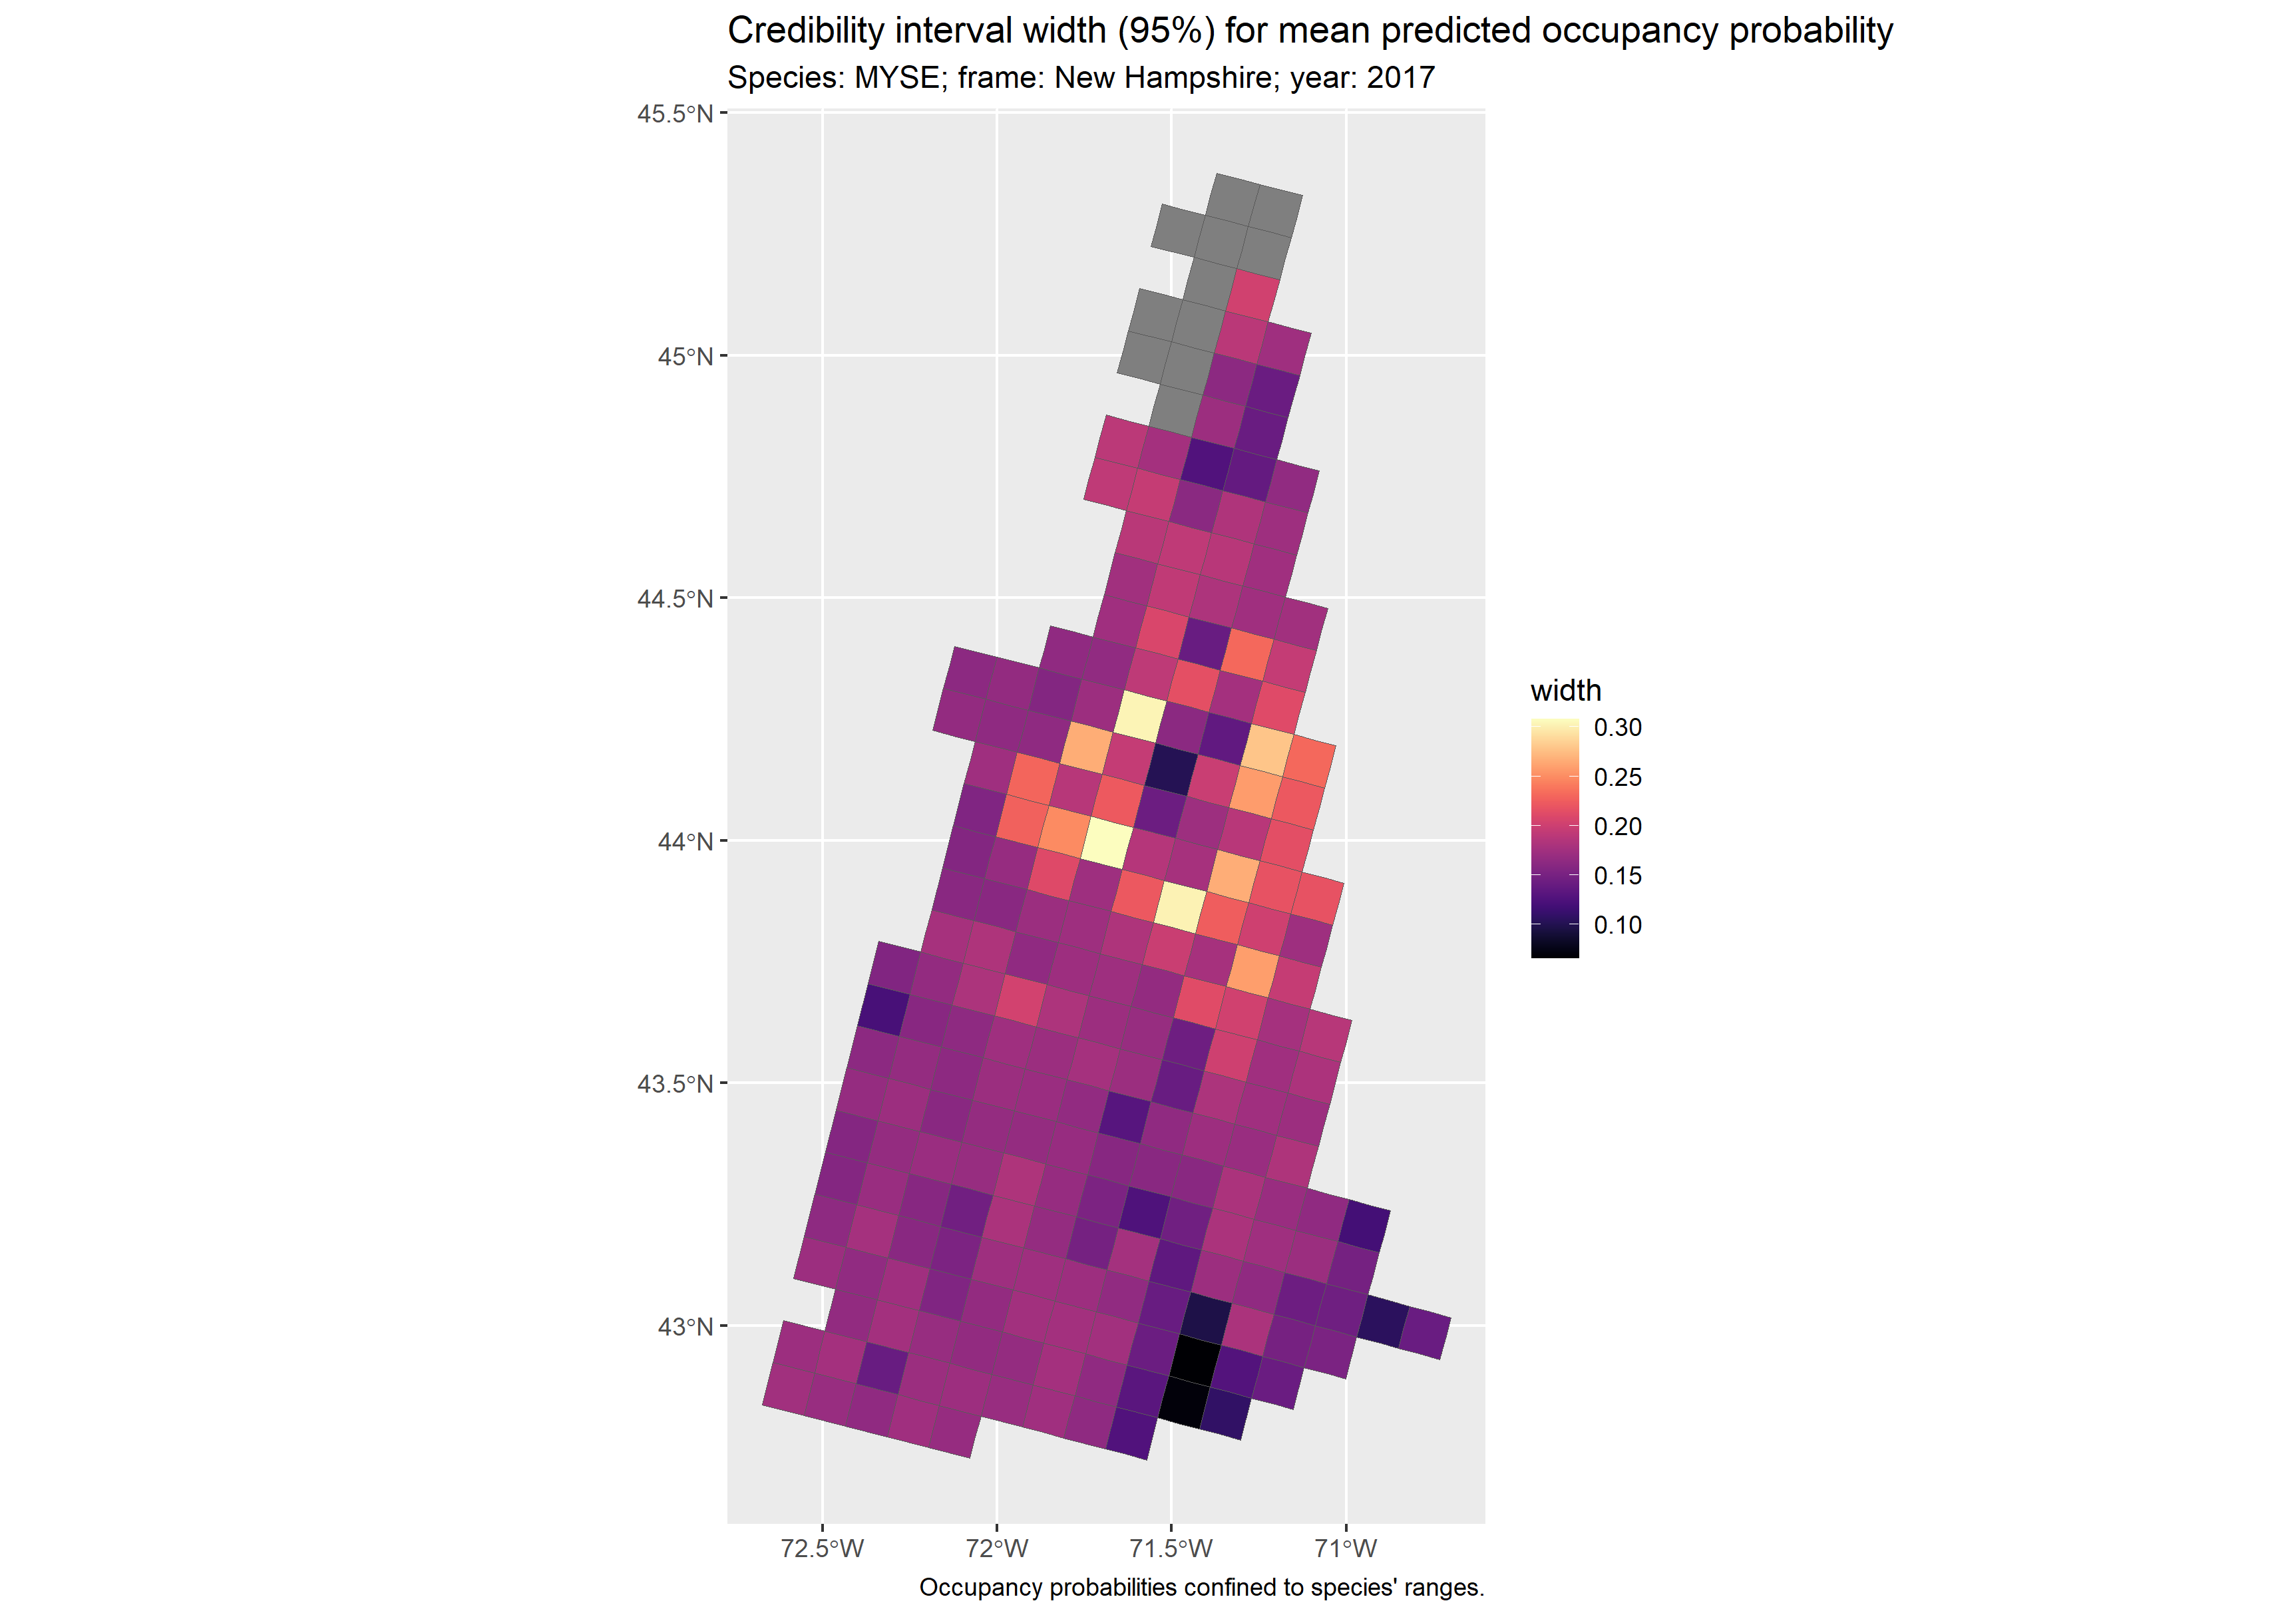 Credibility interval width (95%) for mean predicted occupancy probability
Species: MYSE; frame: New Hampshire; year: 2017
45.5°N
45°N
44.5°N
44°N
43.5°N
43°N
72.5°W
72°W
71.5°W
71°W
width
0.30
0.25
0.20
0.15
0.10
Occupancy probabilities confined to species' ranges.